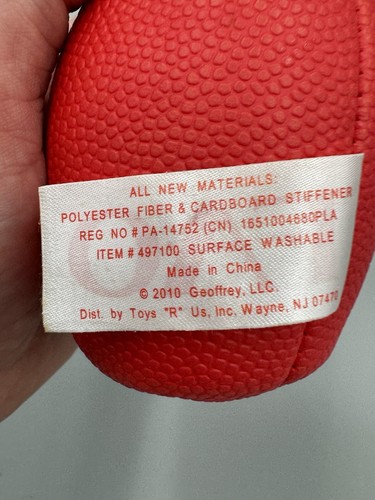 ALL NEW MATERIALS:
POLYESTER FIBER & CARDBOARD STIFFENER
REG NO # PA-14752 (CN) 1651004680PLA
ITEM # 497100 SURFACE WASHABLE
Made in China
© 2010 Geoffrey, LLC.
Dist. by Toys "R" Us, Inc, Wayne, NJ 07470